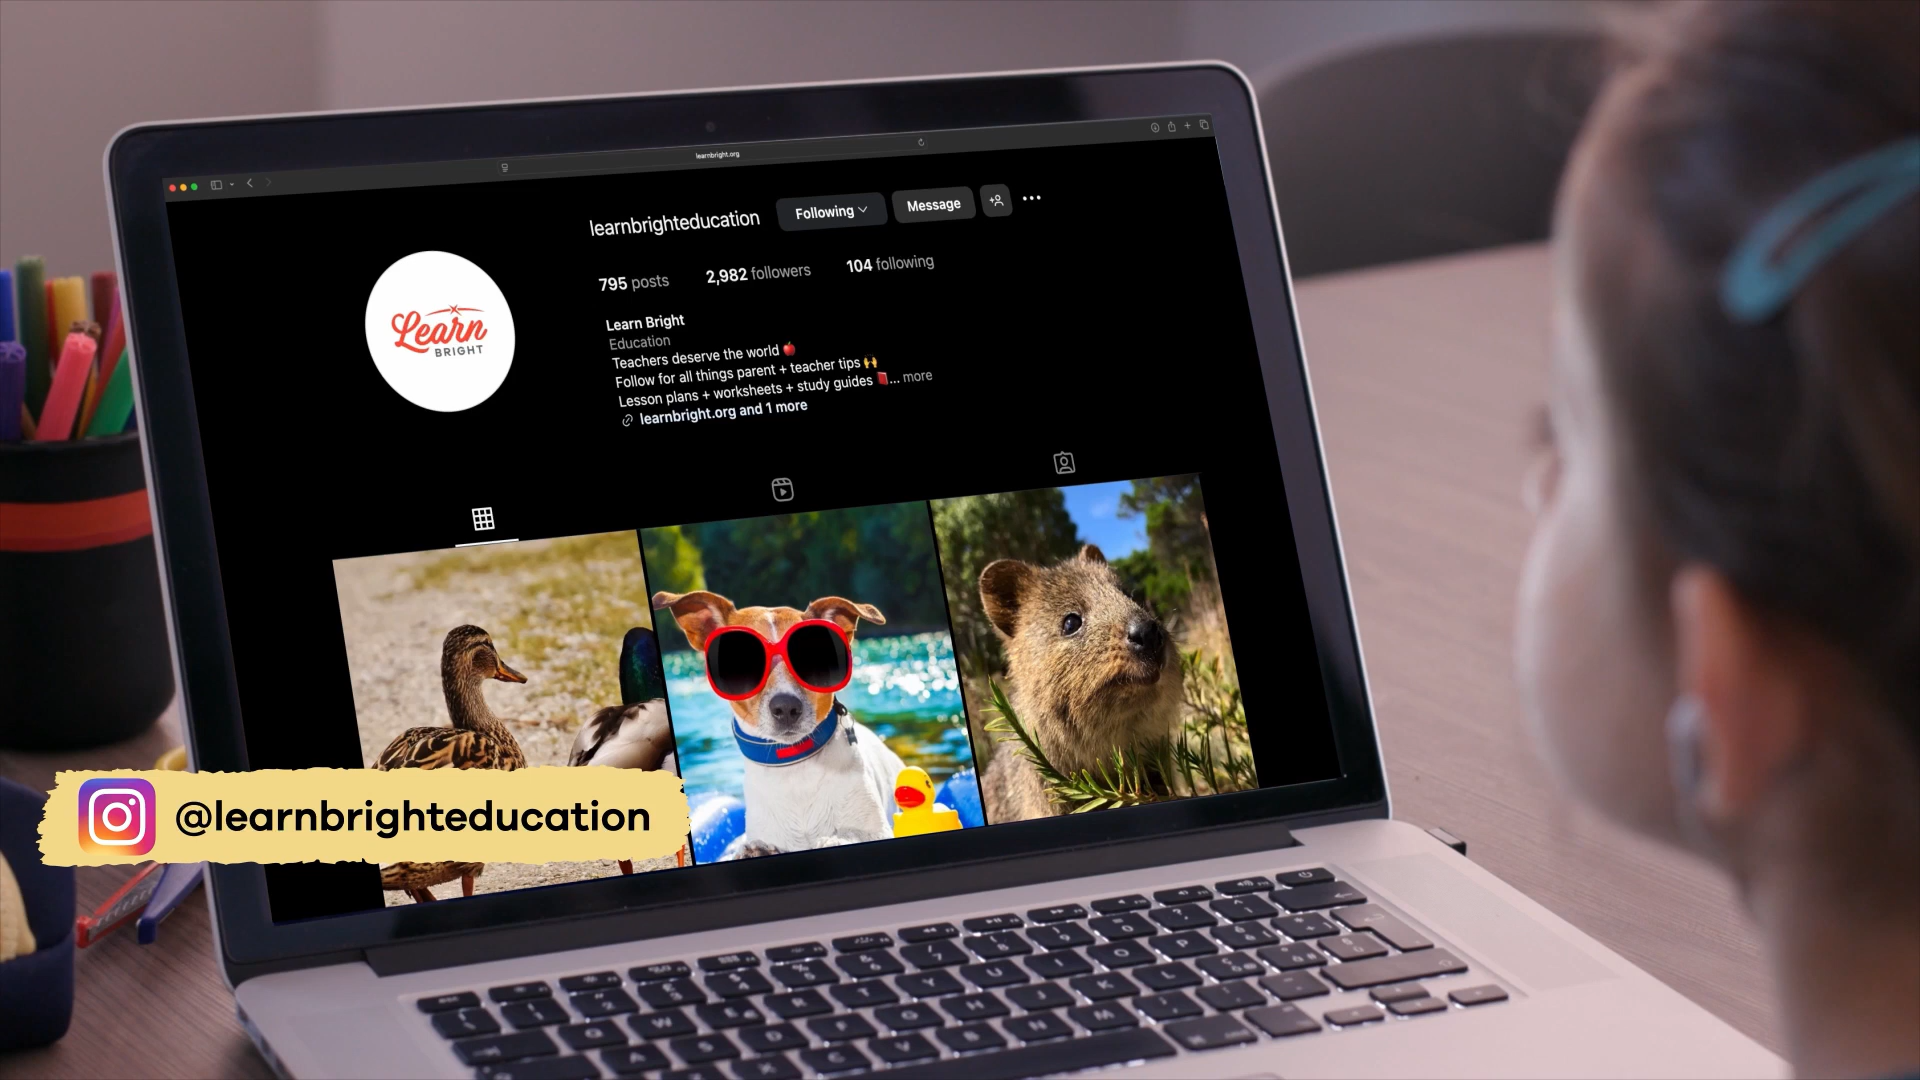 learnbright.org
learnbrighteducation
Following
Message
795 posts
2,982 followers
104 following
Learn
BRIGHT
Learn Bright
Education
Teachers deserve the world 🍎
Follow for all things parent + teacher tips 🙌
Lesson plans + worksheets + study guides 📕... more
learnbright.org and 1 more
@learnbrighteducation